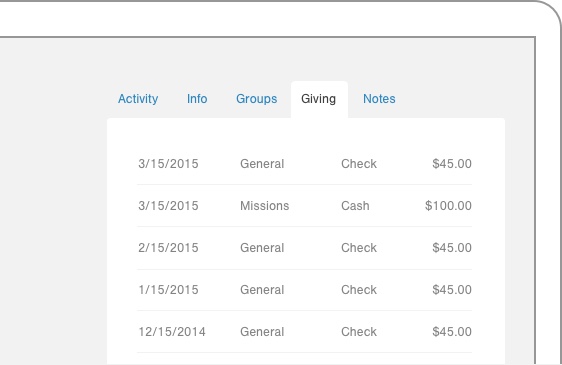 Activity Info Groups Giving Notes
3/15/2015 General Check $45.00
3/15/2015 Missions Cash $100.00
2/15/2015 General Check $45.00
1/15/2015 General Check $45.00
12/15/2014 General Check $45.00